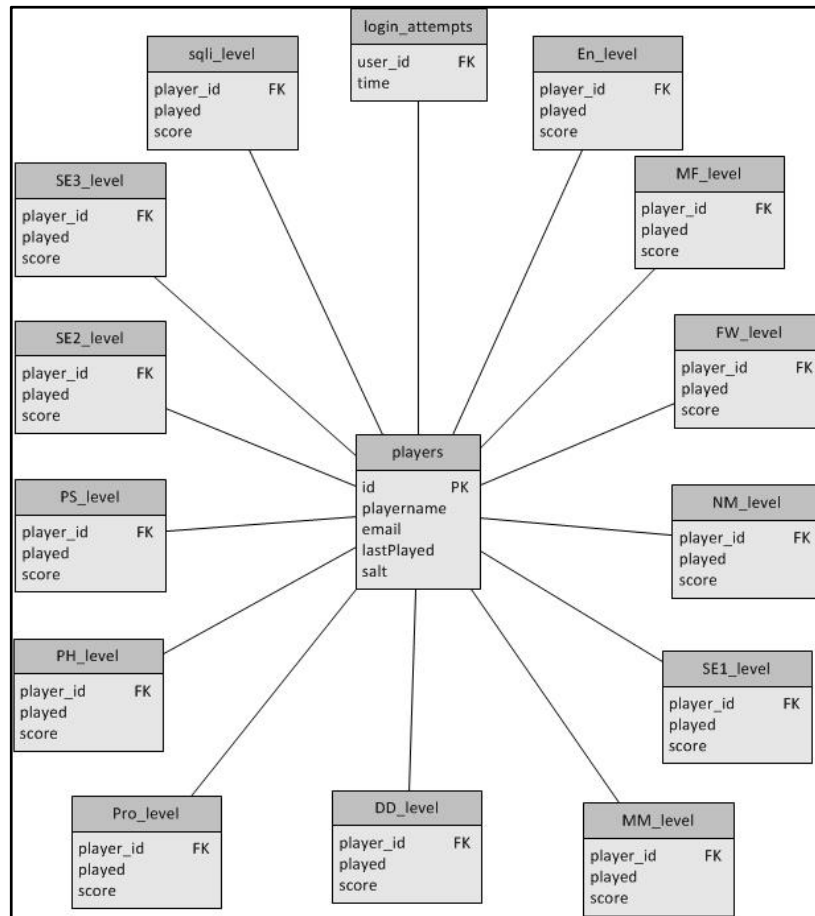 login_attempts
user_id FK
time
sqli_level
player_id FK
played
score
En_level
player_id FK
played
score
SE3_level
player_id FK
played
score
MF_level
player_id FK
played
score
SE2_level
player_id FK
played
score
FW_level
player_id FK
played
score
players
id PK
playername
email
lastPlayed
salt
PS_level
player_id FK
played
score
NM_level
player_id FK
played
score
PH_level
player_id FK
played
score
SE1_level
player_id FK
played
score
Pro_level
player_id FK
played
score
DD_level
player_id FK
played
score
MM_level
player_id FK
played
score